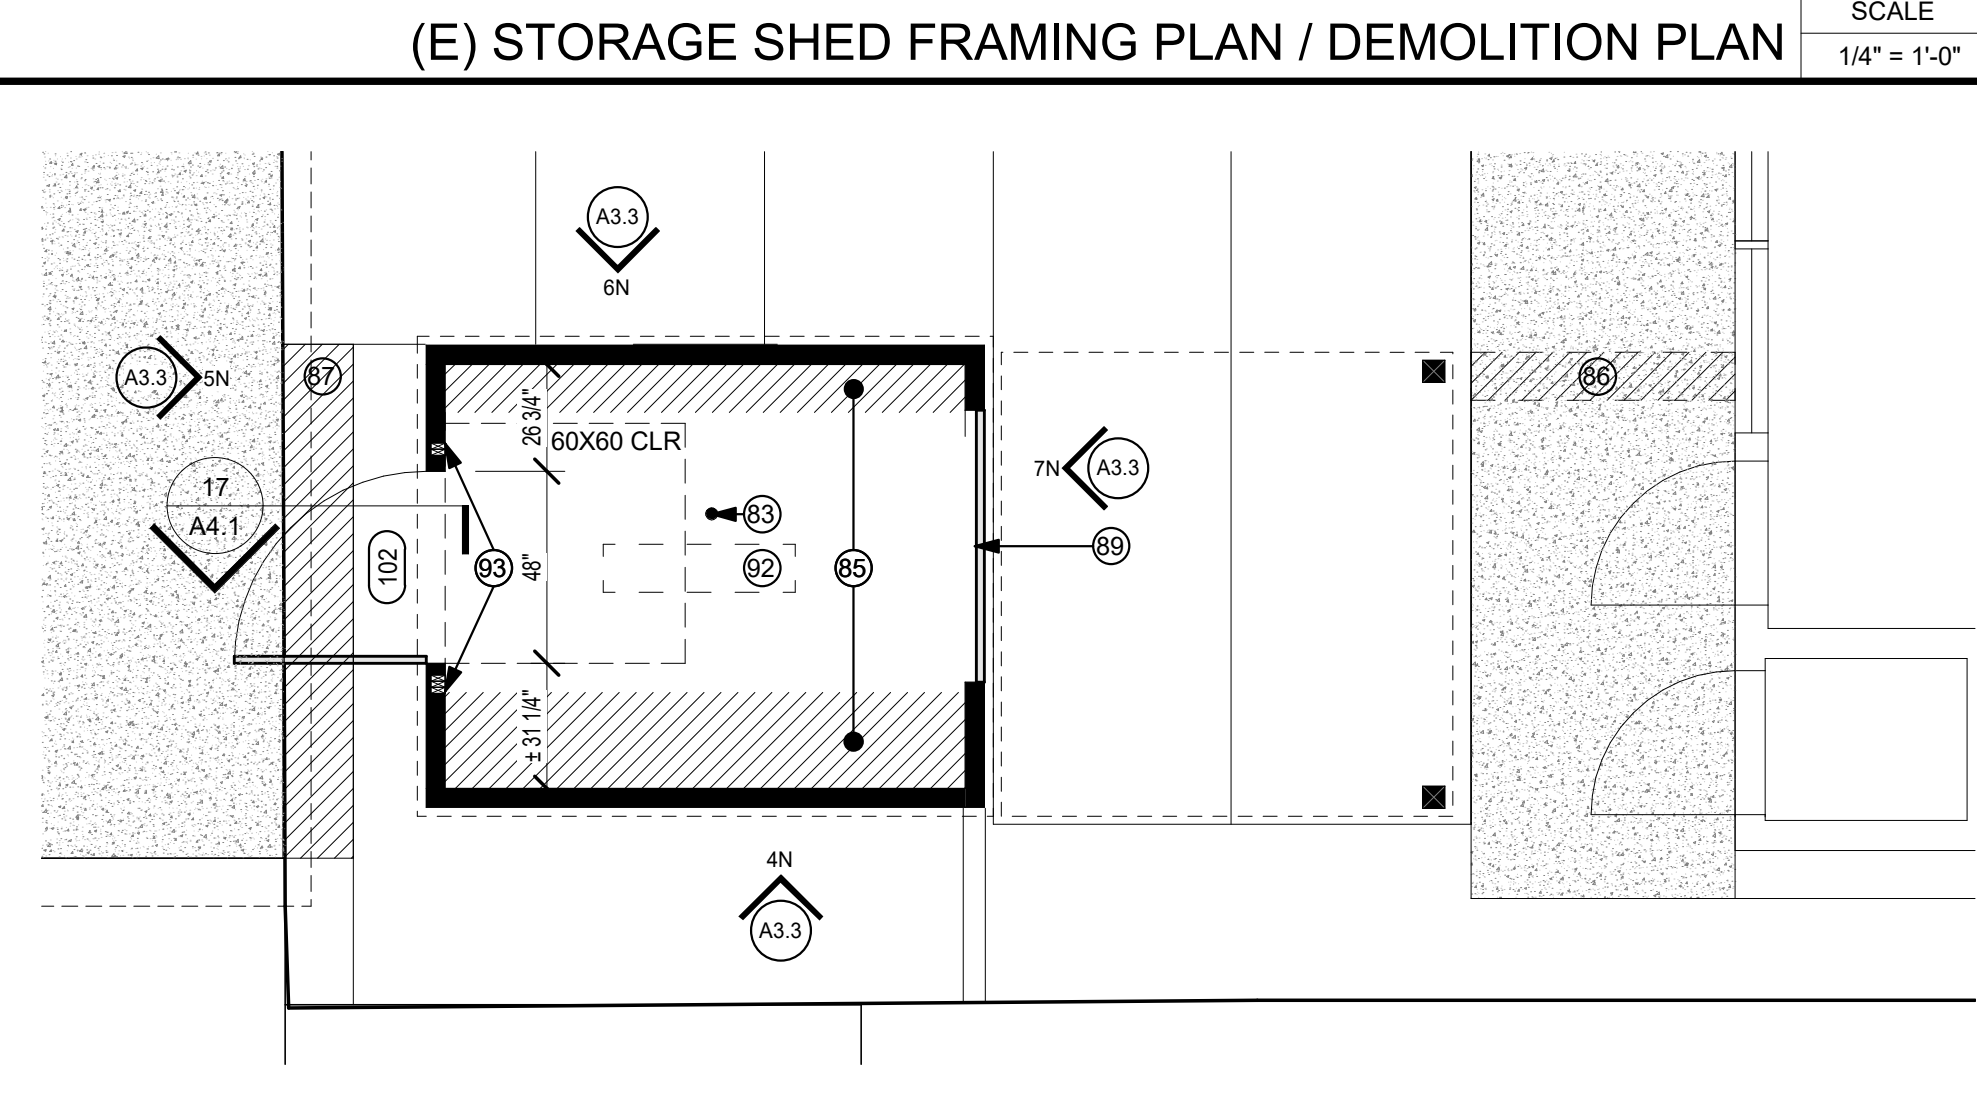 (E) STORAGE SHED FRAMING PLAN / DEMOLITION PLAN
SCALE
1/4" = 1'-0"
A3.3
6N
A3.3
5N
87
86
26 3/4"
60X60 CLR
7N
A3.3
17
A4.1
83
89
102
93
48"
92
85
± 31 1/4"
4N
A3.3